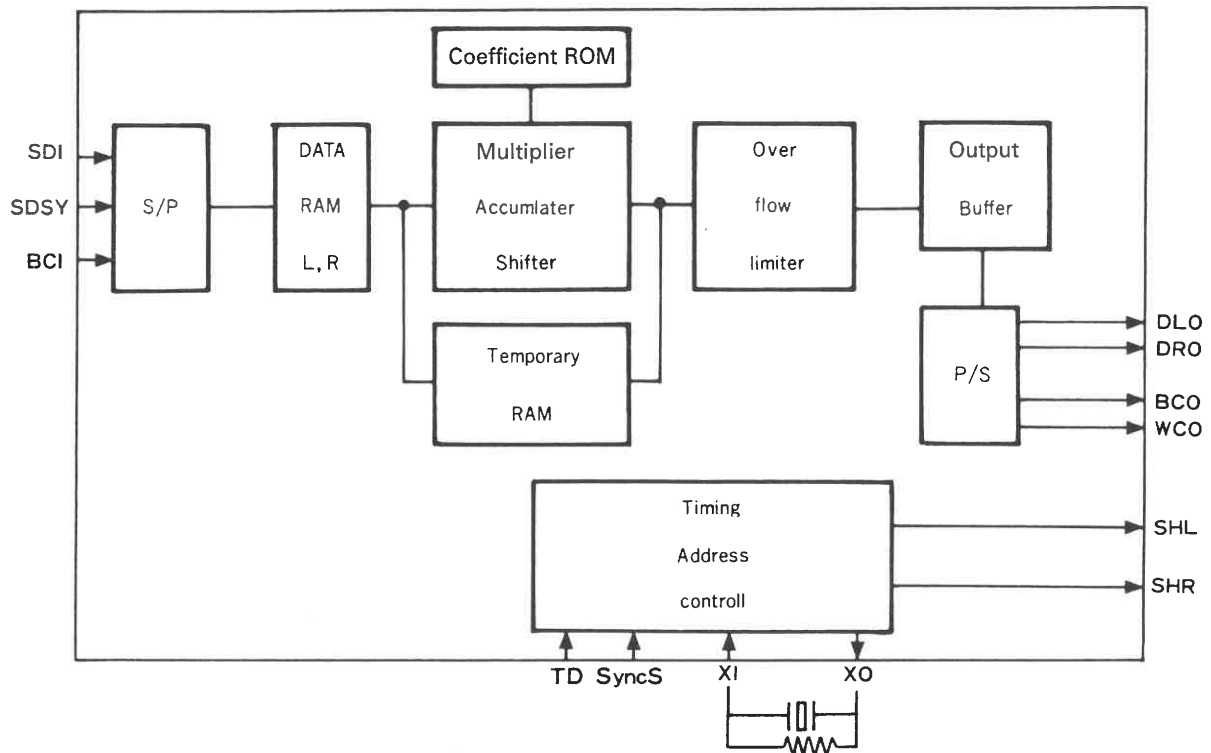 Coefficient ROM
SDI
SDSY
BCI
S/P
DATA
RAM
L, R
Multiplier
Accumlater
Shifter
Over
flow
limiter
Output
Buffer
Temporary
RAM
P/S
DLO
DRO
BCO
WCO
Timing
Address
controll
SHL
SHR
TD SyncS XI XO